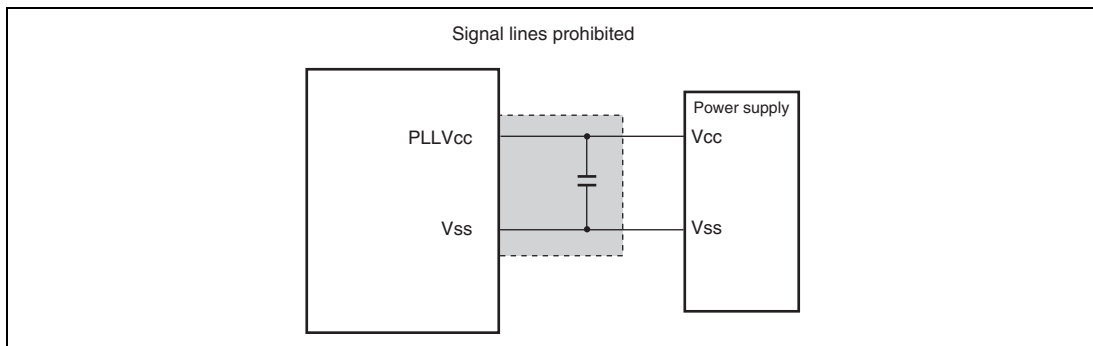 Signal lines prohibited
Power supply
PLLVcc
Vcc
Vss
Vss